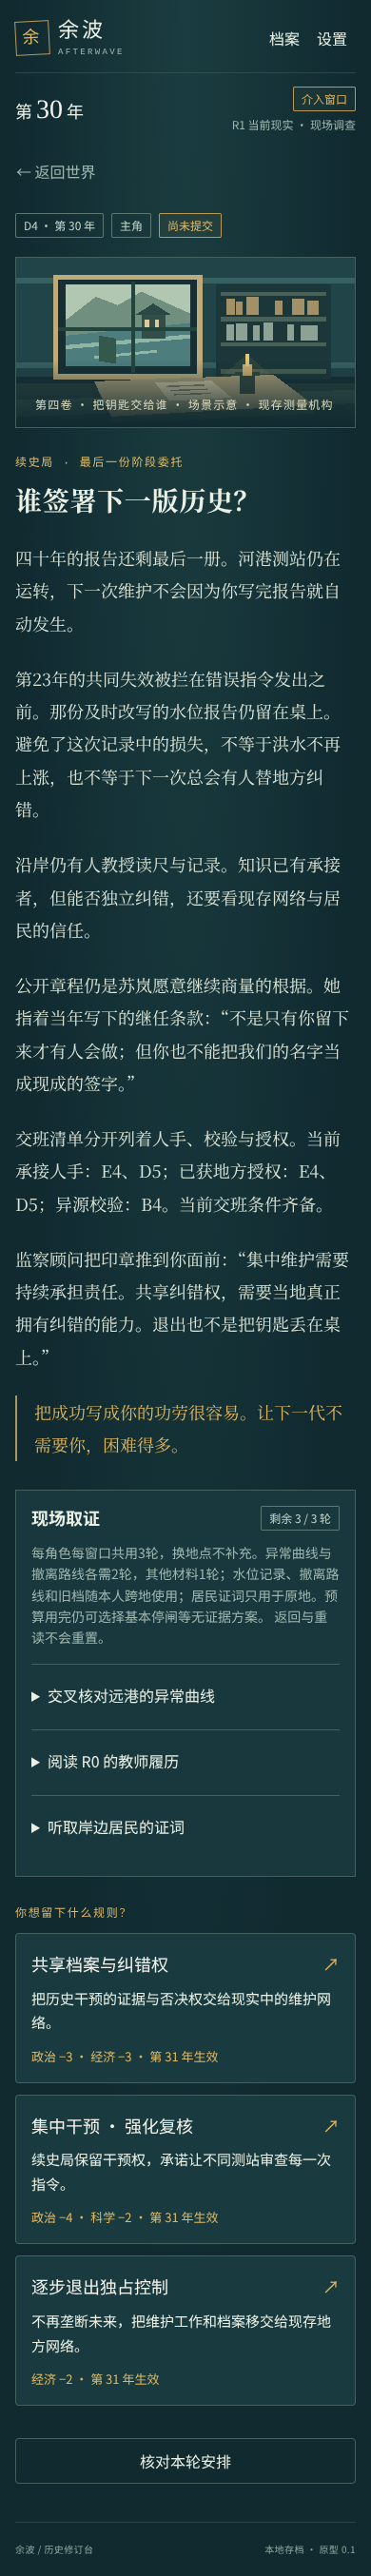 余
余波
AFTERWAVE
档案 设置
第 30 年
介入窗口
R1 当前现实 · 现场调查
← 返回世界
D4 · 第 30 年
主角
尚未提交
第四卷 · 把钥匙交给谁 · 场景示意 · 现存测量机构
续史局 · 最后一份阶段委托
谁签署下一版历史？
四十年的报告还剩最后一册。河港测站仍在
运转，下一次维护不会因为你写完报告就自
动发生。
第23年的共同失效被拦在错误指令发出之
前。那份及时改写的水位报告仍留在桌上。
避免了这次记录中的损失，不等于洪水不再
上涨，也不等于下一次总会有人替地方纠
错。
沿岸仍有人教授读尺与记录。知识已有承接
者，但能否独立纠错，还要看现存网络与居
民的信任。
公开章程仍是苏岚愿意继续商量的根据。她
指着当年写下的继任条款：“不是只有你留下
来才有人会做；但你也不能把我们的名字当
成现成的签字。”
交班清单分开列着人手、校验与授权。当前
承接人手：E4、D5；已获地方授权：E4、
D5；异源校验：B4。当前交班条件齐备。
监察顾问把印章推到你面前：“集中维护需要
持续承担责任。共享纠错权，需要当地真正
拥有纠错的能力。退出也不是把钥匙丢在桌
上。”
把成功写成你的功劳很容易。让下一代不
需要你，困难得多。
现场取证
剩余 3 / 3 轮
每角色每窗口共用3轮，换地点不补充。异常曲线与
撤离路线各需2轮，其他材料1轮；水位记录、撤离路
线和旧档随本人跨地使用；居民证词只用于原地。预
算用完仍可选择基本停闸等无证据方案。 返回与重
读不会重置。
▶ 交叉核对远港的异常曲线
▶ 阅读 R0 的教师履历
▶ 听取岸边居民的证词
你想留下什么规则？
共享档案与纠错权 ↗
把历史干预的证据与否决权交给现实中的维护网
络。
政治 −3 · 经济 −3 · 第 31 年生效
集中干预 · 强化复核 ↗
续史局保留干预权，承诺让不同测站审查每一次
指令。
政治 −4 · 科学 −2 · 第 31 年生效
逐步退出独占控制 ↗
不再垄断未来，把维护工作和档案移交给现存地
方网络。
经济 −2 · 第 31 年生效
核对本轮安排
余波 / 历史修订台
本地存档 · 原型 0.1